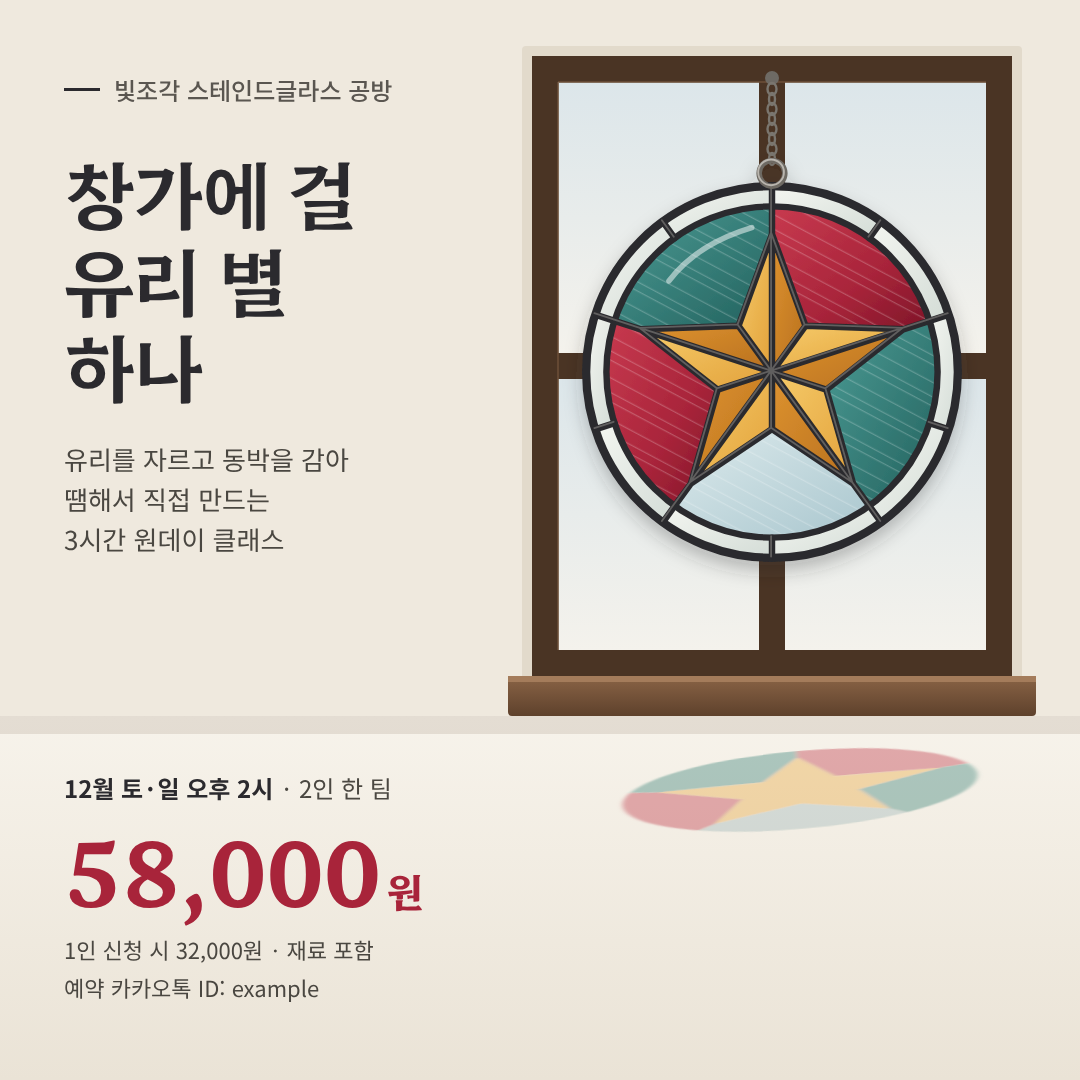 빛조각 스테인드글라스 공방
창가에 걸
유리 별
하나
유리를 자르고 동박을 감아
땜해서 직접 만드는
3시간 원데이 클래스
12월 토·일 오후 2시 · 2인 한 팀
58,000원
1인 신청 시 32,000원 · 재료 포함
예약 카카오톡 ID: example